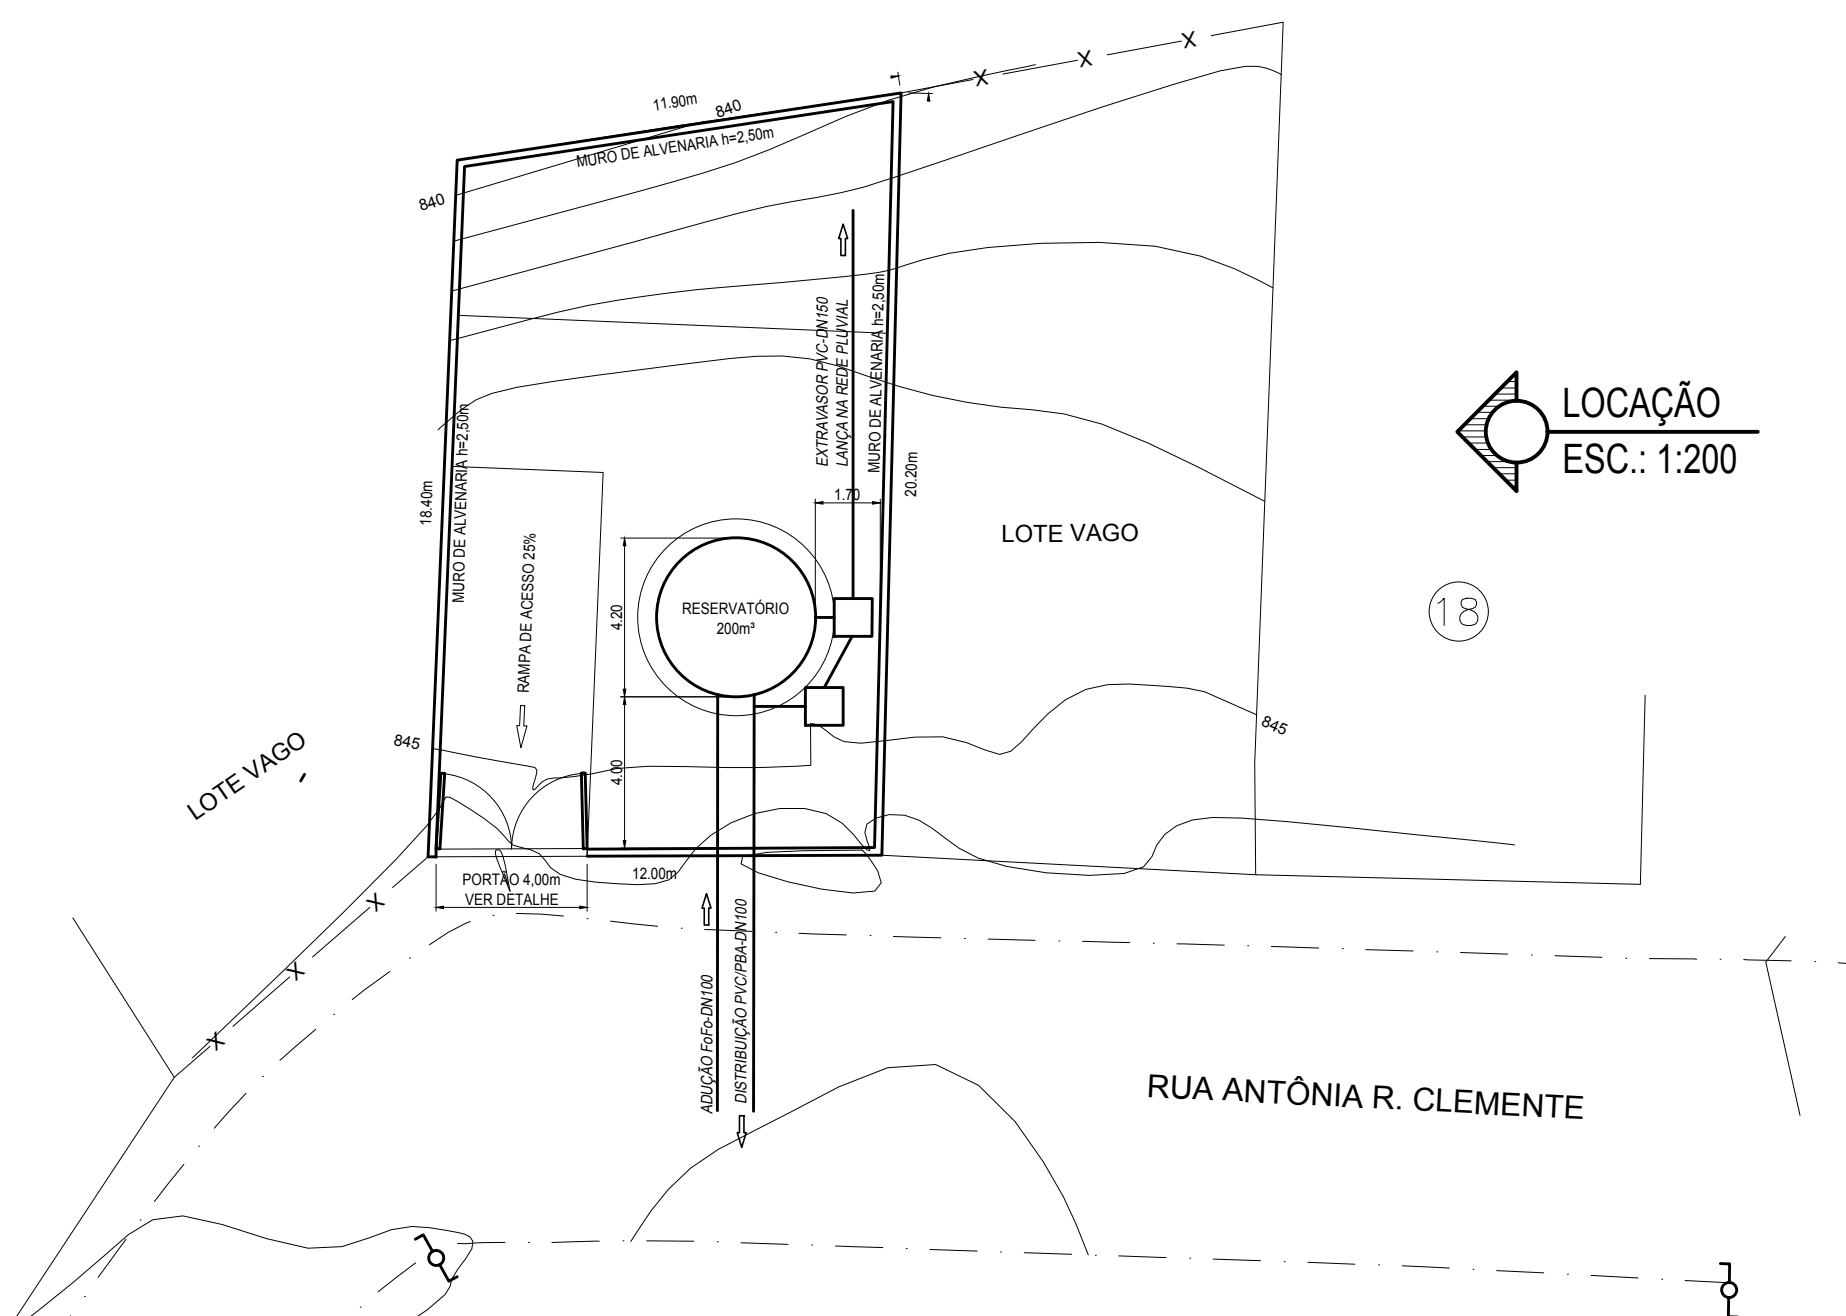 X
X
X
11.90m
840
MURO DE ALVENARIA h=2,50m
840
EXTRAVASOR PVC-DN150
LANÇA NA REDE PLUVIAL
MURO DE ALVENARIA h=2,50m
LOCAÇÃO
ESC.: 1:200
MURO DE ALVENARIA h=2,50m
18.40m
20.20m
1.70
LOTE VAGO
RAMPA DE ACESSO 25%
4.20
RESERVATÓRIO
200m³
18
845
845
LOTE VAGO
4.00
12.00m
PORTÃO 4,00m
VER DETALHE
X
X
X
ADUÇÃO FoFo-DN100
DISTRIBUIÇÃO PVC/PBA-DN100
RUA ANTÔNIA R. CLEMENTE